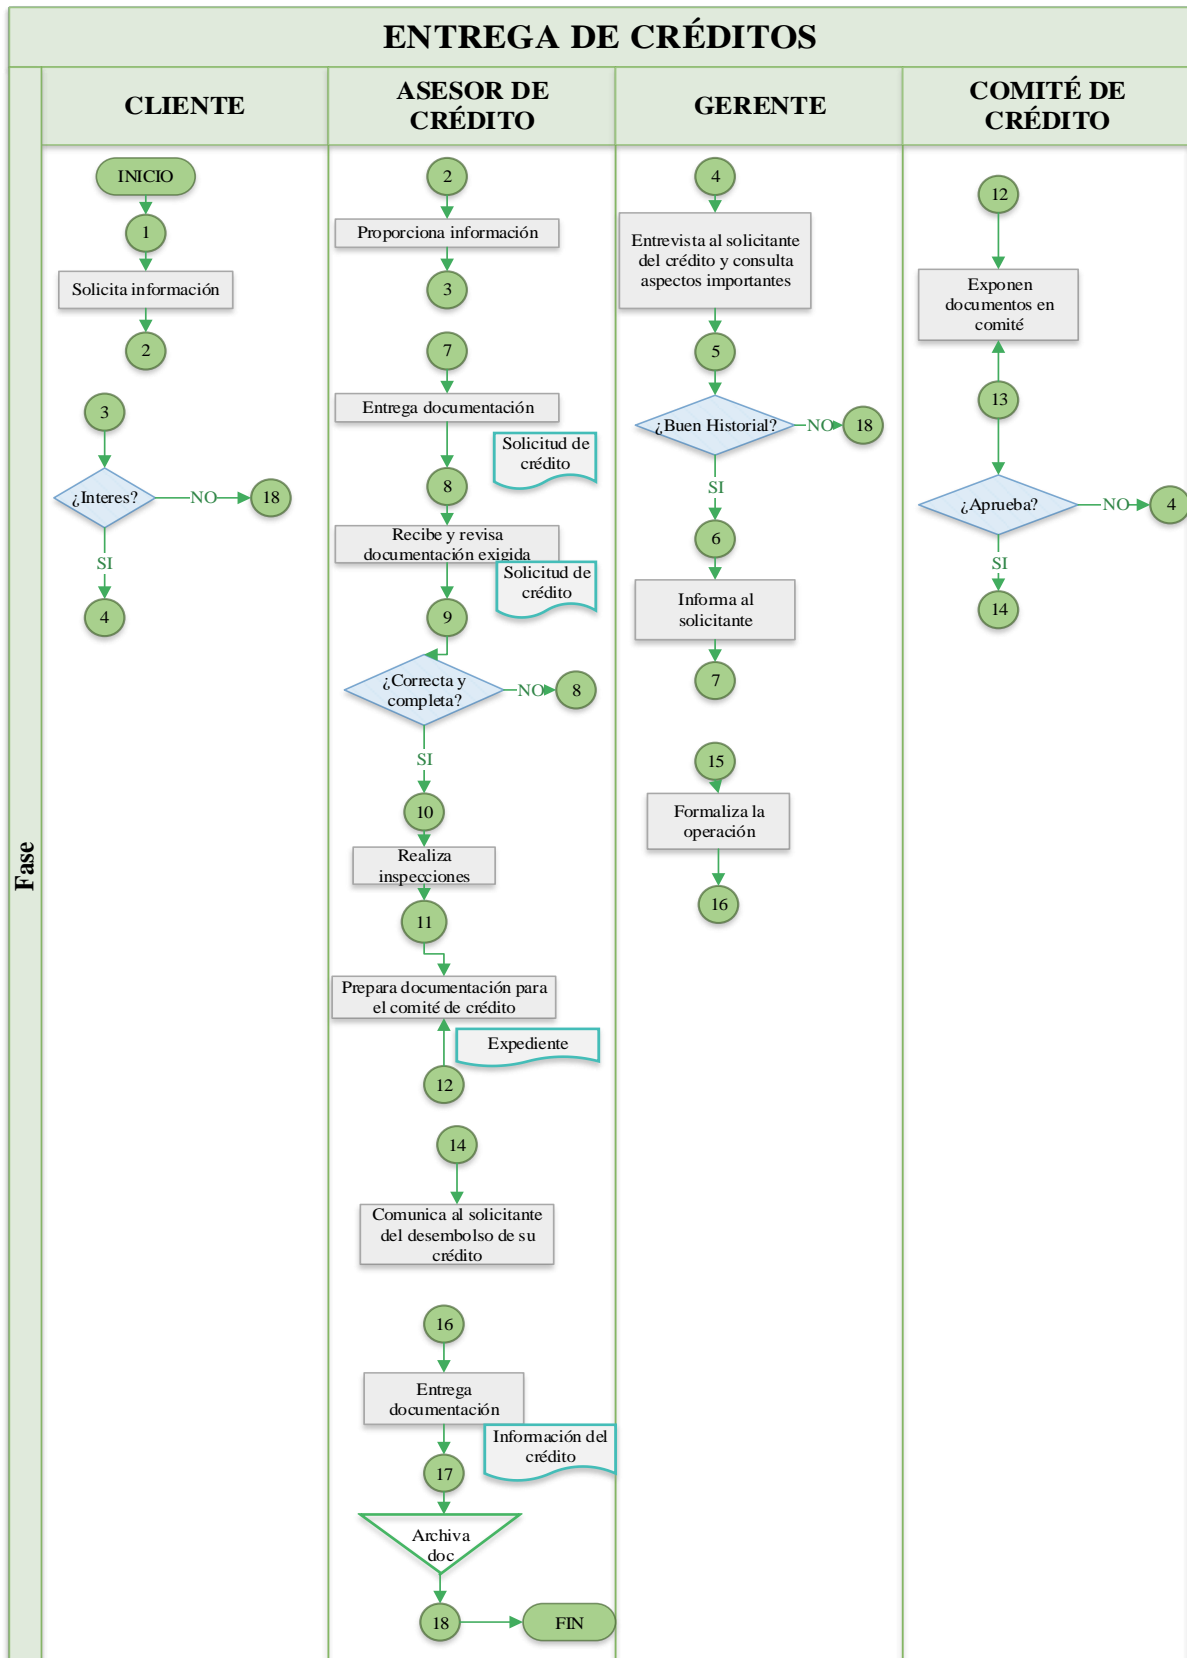 ENTREGA DE CRÉDITOS
Fase
CLIENTE
ASESOR DE
CRÉDITO
GERENTE
COMITÉ DE
CRÉDITO
INICIO
1
Solicita información
2
3
¿Interes?
NO
18
SI
4
2
Proporciona información
3
7
Entrega documentación
Solicitud de
crédito
8
Recibe y revisa
documentación exigida
Solicitud de
crédito
9
¿Correcta y
completa?
NO
8
SI
10
Realiza
inspecciones
11
Prepara documentación para
el comité de crédito
Expediente
12
14
Comunica al solicitante
del desembolso de su
crédito
16
Entrega
documentación
Información del
crédito
17
Archiva
doc
18
FIN
4
Entrevista al solicitante
del crédito y consulta
aspectos importantes
5
¿Buen Historial?
NO
18
SI
6
Informa al
solicitante
7
15
Formaliza la
operación
16
12
Exponen
documentos en
comité
13
¿Aprueba?
NO
4
SI
14